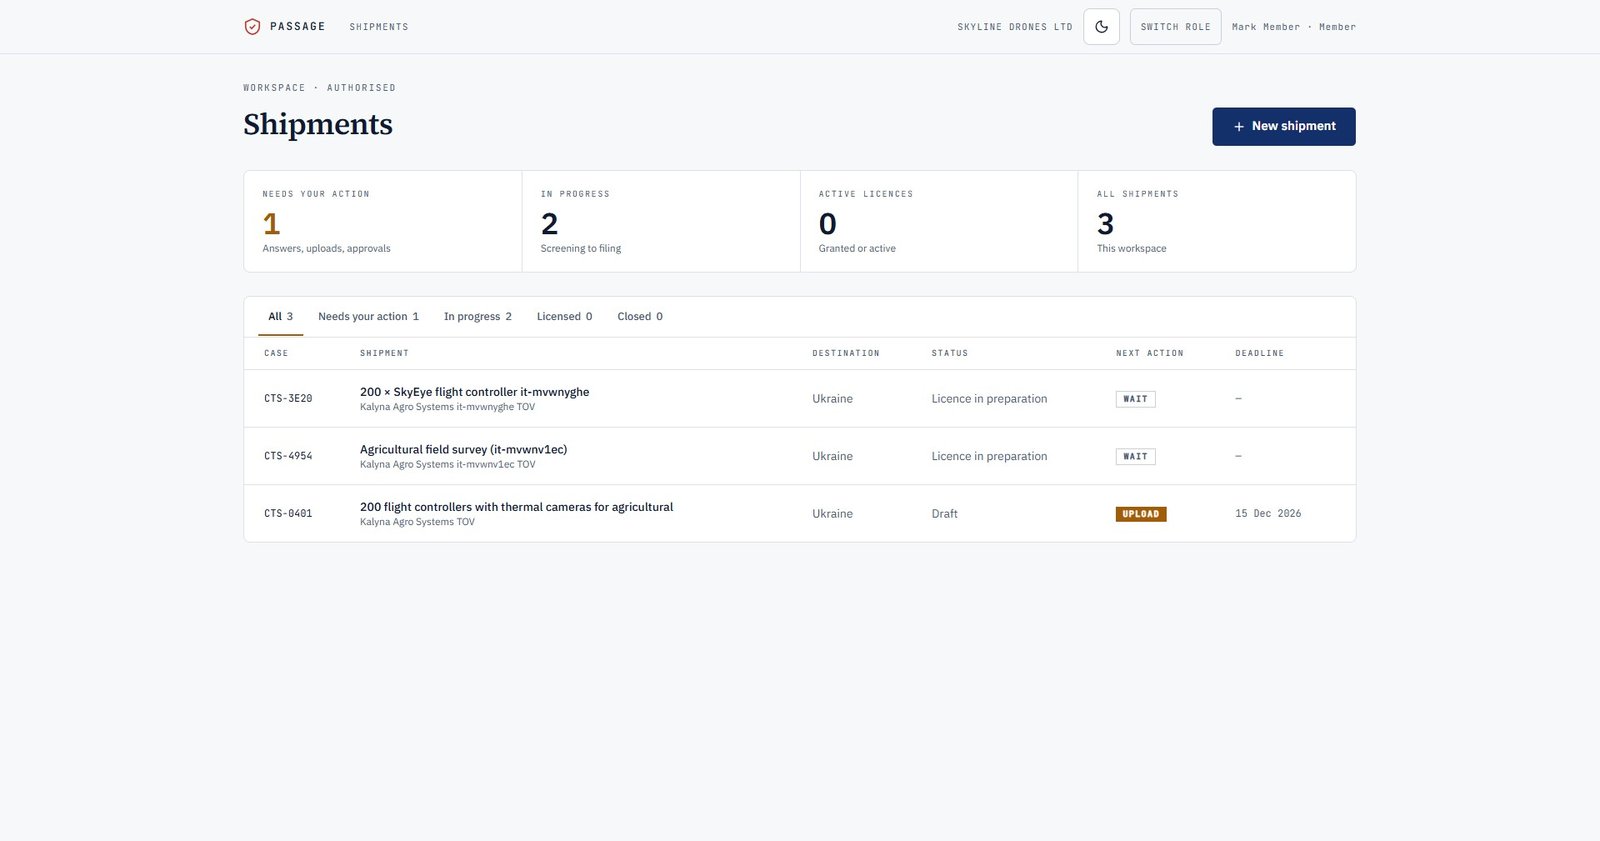 PASSAGE SHIPMENTS SKYLINE DRONES LTD SWITCH ROLE Mark Member · Member
WORKSPACE · AUTHORISED
Shipments
+ New shipment
NEEDS YOUR ACTION
1
Answers, uploads, approvals
IN PROGRESS
2
Screening to filing
ACTIVE LICENCES
0
Granted or active
ALL SHIPMENTS
3
This workspace
All 3 Needs your action 1 In progress 2 Licensed 0 Closed 0
CASE SHIPMENT DESTINATION STATUS NEXT ACTION DEADLINE
CTS-3E20 200 × SkyEye flight controller it-mvwnyghe Ukraine Licence in preparation WAIT –
Kalyna Agro Systems it-mvwnyghe TOV
CTS-4954 Agricultural field survey (it-mvwnv1ec) Ukraine Licence in preparation WAIT –
Kalyna Agro Systems it-mvwnv1ec TOV
CTS-0401 200 flight controllers with thermal cameras for agricultural Ukraine Draft UPLOAD 15 Dec 2026
Kalyna Agro Systems TOV